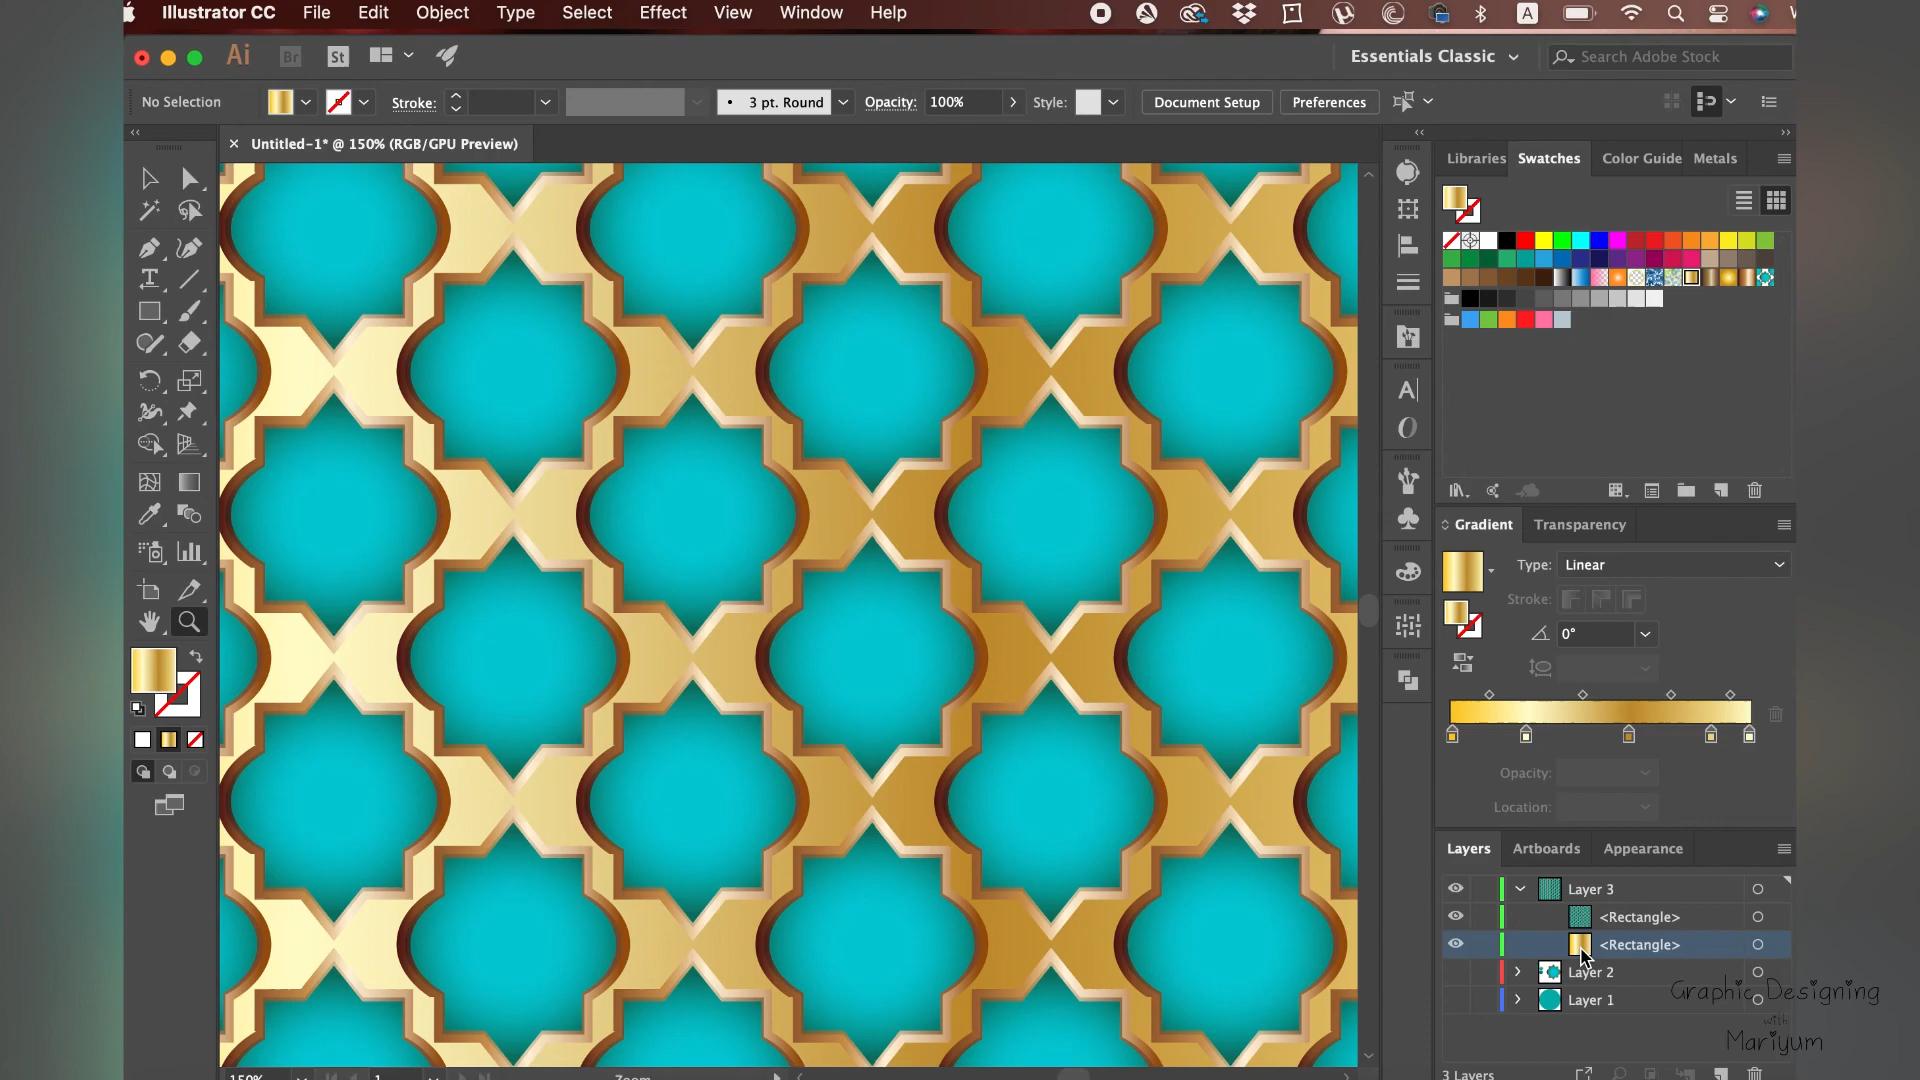 Illustrator CC File Edit Object Type Select Effect View Window Help
A
Ai Br St Essentials Classic Search Adobe Stock
No Selection Stroke: 3 pt. Round Opacity: 100% Style: Document Setup Preferences
Untitled-1* @ 150% (RGB/GPU Preview)
Libraries Swatches Color Guide Metals
Gradient Transparency
Type: Linear
Stroke:
0°
Opacity:
Location:
Layers Artboards Appearance
Layer 3
<Rectangle>
<Rectangle>
Layer 2
Layer 1
Graphic Designing
with
Mariyum
150% 1 Zoom 3 Layers